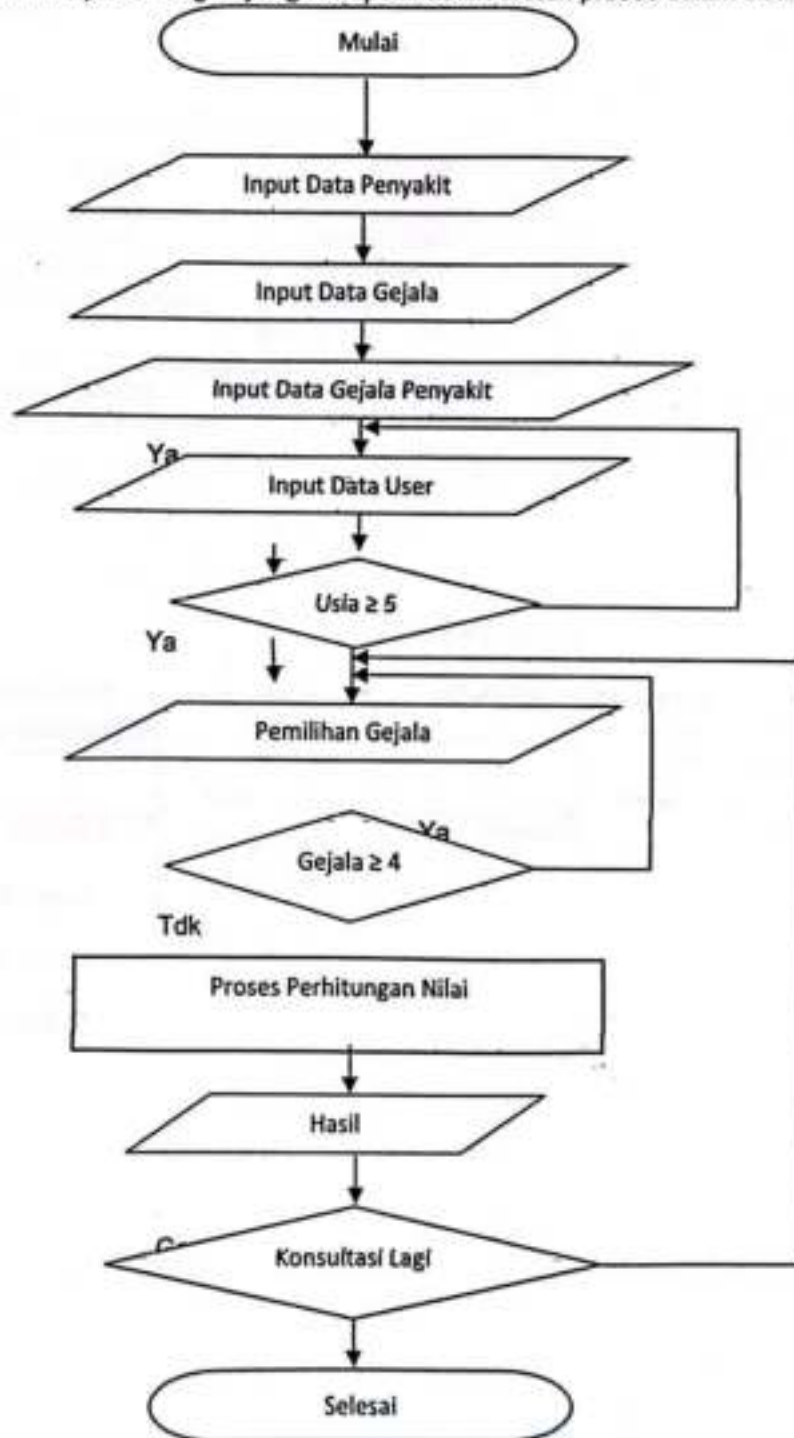 Mulai
Input Data Penyakit
Input Data Gejala
Input Data Gejala Penyakit
Ya
Input Data User
Usia ≥ 5
Ya
Pemilihan Gejala
Ya
Gejala ≥ 4
Tdk
Proses Perhitungan Nilai
Hasil
Konsultasi Lagi
Selesai